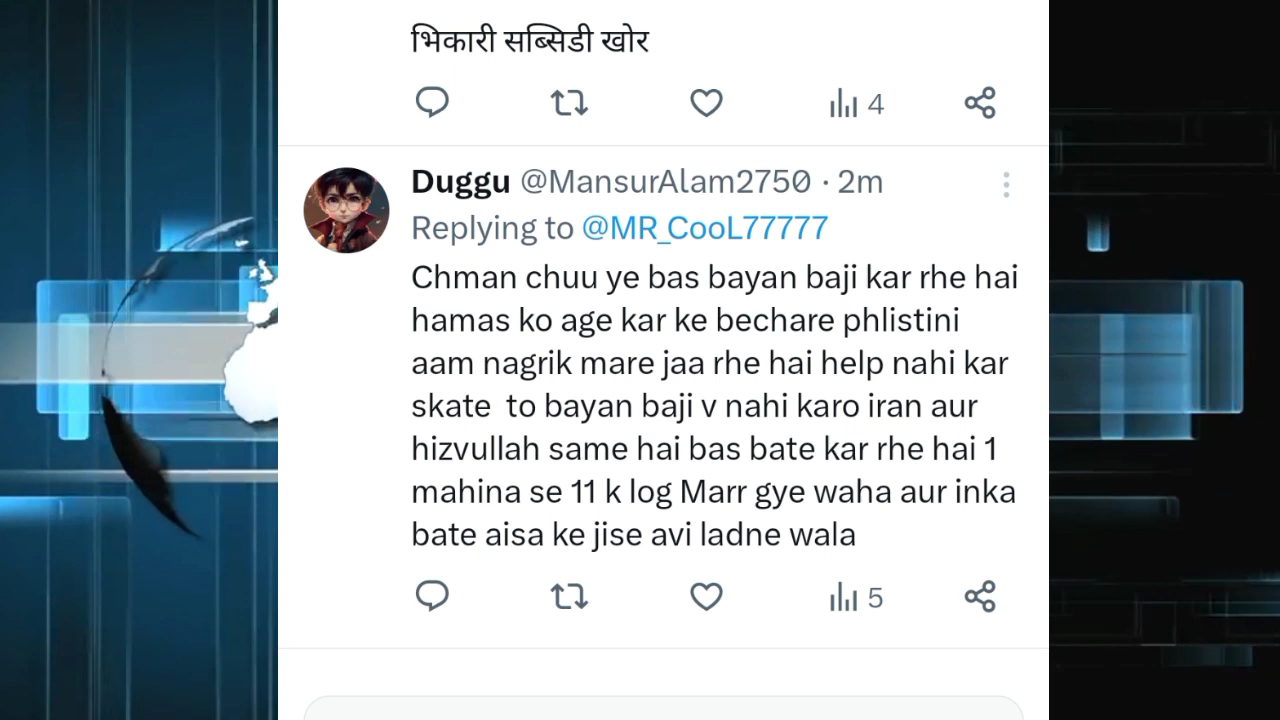 भिकारी सब्सिडी खोर
4
Duggu @MansurAlam2750 · 2m
Replying to @MR_CooL77777
Chman chuu ye bas bayan baji kar rhe hai
hamas ko age kar ke bechare phlistini
aam nagrik mare jaa rhe hai help nahi kar
skate to bayan baji v nahi karo iran aur
hizvullah same hai bas bate kar rhe hai 1
mahina se 11 k log Marr gye waha aur inka
bate aisa ke jise avi ladne wala
5